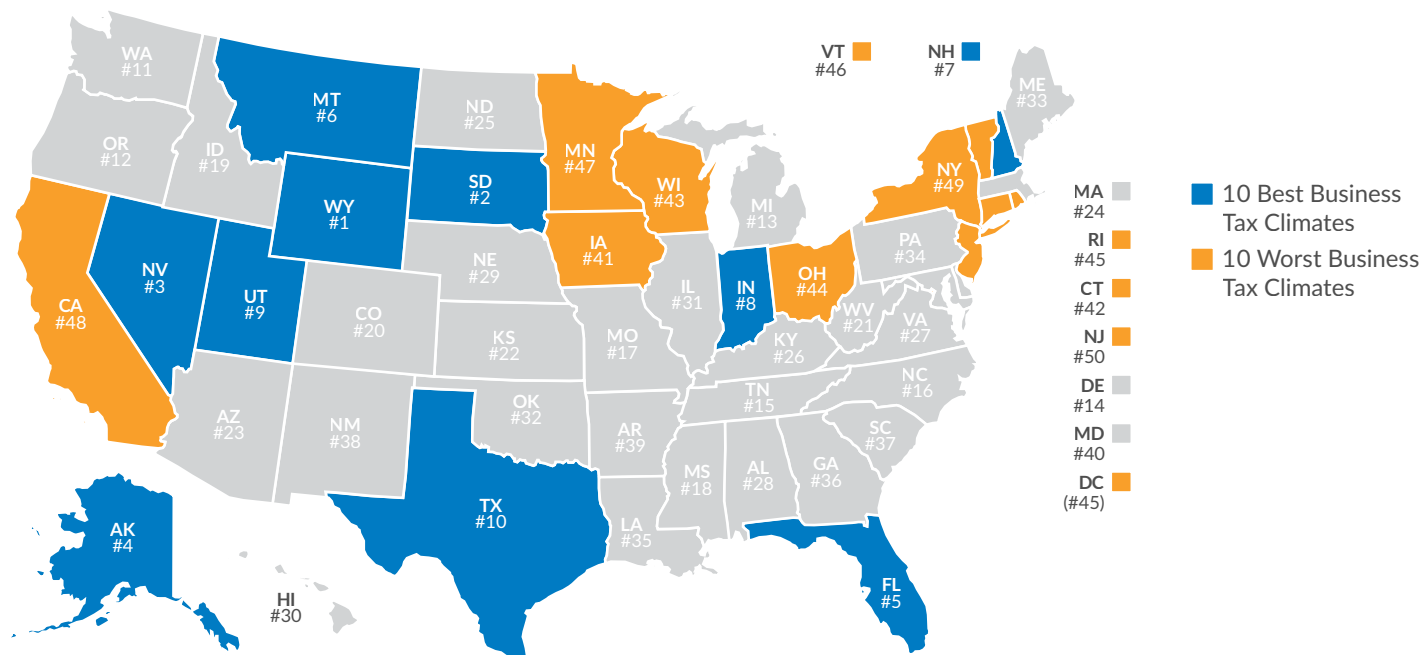 VT
#46
NH
#7
WA
#11
MT
#6
ND
#25
ME
#33
OR
#12
ID
#19
MN
#47
SD
#2
WI
#43
NY
#49
WY
#1
MI
#13
MA
#24
10 Best Business
Tax Climates
PA
#34
RI
#45
IA
#41
NE
#29
NV
#3
UT
#9
IL
#31
IN
#8
OH
#44
10 Worst Business
Tax Climates
CT
#42
CA
#48
CO
#20
WV
#21
VA
#27
NJ
#50
KS
#22
MO
#17
KY
#26
NC
#16
DE
#14
AZ
#23
NM
#38
OK
#32
TN
#15
AR
#39
SC
#37
MD
#40
MS
#18
AL
#28
GA
#36
DC
(#45)
TX
#10
LA
#35
AK
#4
HI
#30
FL
#5